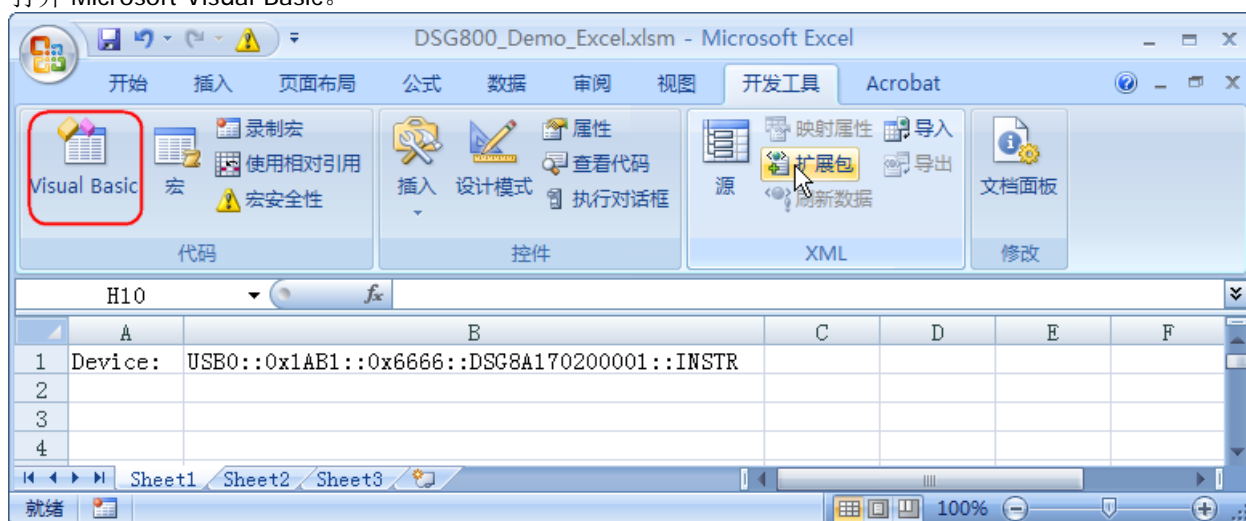 打开 Microsoft Visual Basic。
DSG800_Demo_Excel.xlsm - Microsoft Excel
开始 插入 页面布局 公式 数据 审阅 视图 开发工具 Acrobat
Visual Basic 宏 录制宏 使用相对引用 宏安全性
插入 设计模式 属性 查看代码 执行对话框
源 映射属性 扩展包 刷新数据 导入 导出
文档面板
代码 控件 XML 修改
H10 fx
A B C D E F
1 Device: USB0::0x1AB1::0x6666::DSG8A170200001::INSTR
2
3
4
Sheet1 Sheet2 Sheet3
就绪 100%